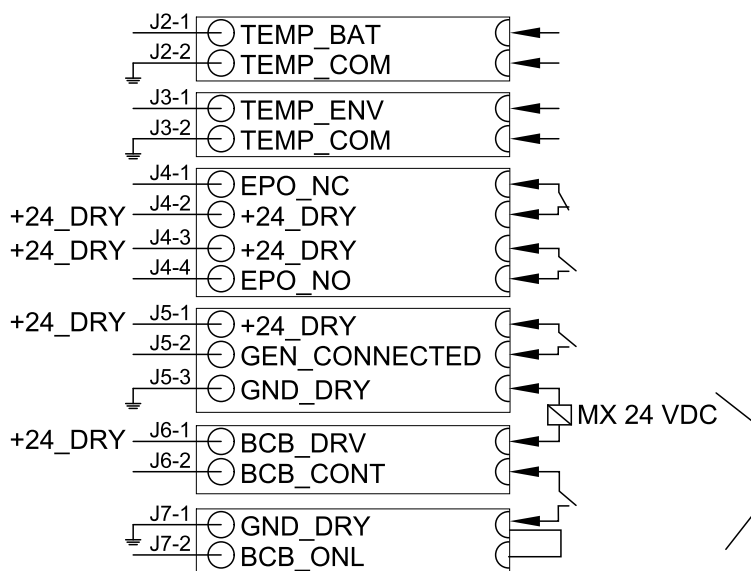 J2-1 TEMP_BAT
J2-2 TEMP_COM
J3-1 TEMP_ENV
J3-2 TEMP_COM
J4-1 EPO_NC
+24_DRY J4-2 +24_DRY
+24_DRY J4-3 +24_DRY
J4-4 EPO_NO
+24_DRY J5-1 +24_DRY
J5-2 GEN_CONNECTED
J5-3 GND_DRY
MX 24 VDC
+24_DRY J6-1 BCB_DRV
J6-2 BCB_CONT
J7-1 GND_DRY
J7-2 BCB_ONL